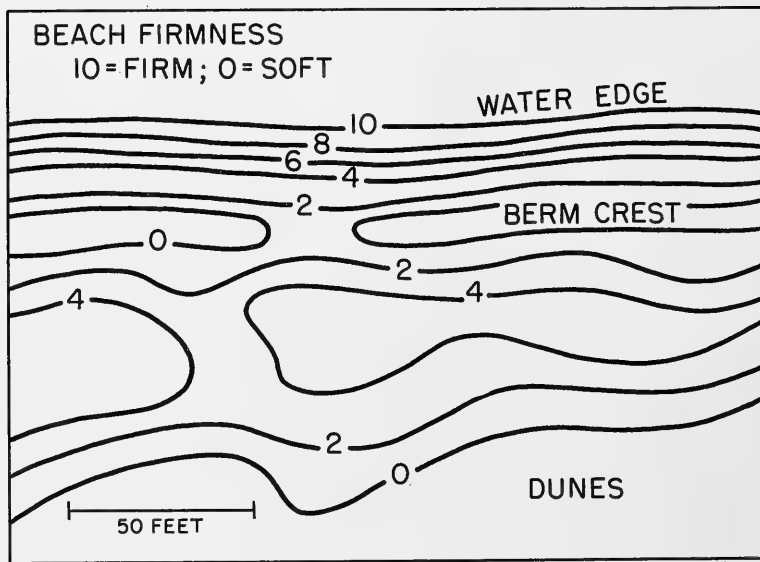 BEACH FIRMNESS
10 = FIRM; 0 = SOFT
WATER EDGE
10
8
6
4
2
BERM CREST
0
2
4
4
2
0
DUNES
50 FEET